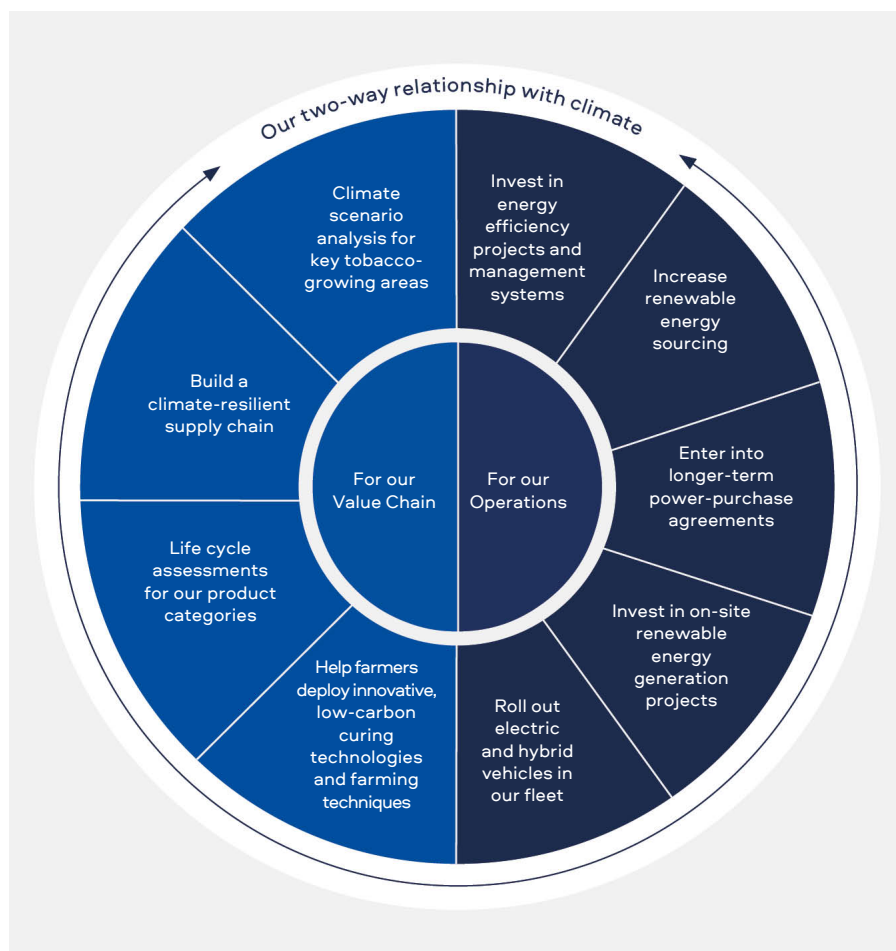 Our two-way relationship with climate
Climate
scenario
analysis for
key tobacco-
growing areas
Build a
climate-resilient
supply chain
Life cycle
assessments
for our product
categories
Help farmers
deploy innovative,
low-carbon
curing
technologies
and farming
techniques
For our
Value Chain
For our
Operations
Invest in
energy
efficiency
projects and
management
systems
Increase
renewable
energy
sourcing
Enter into
longer-term
power-purchase
agreements
Invest in on-site
renewable
energy
generation
projects
Roll out
electric
and hybrid
vehicles in
our fleet